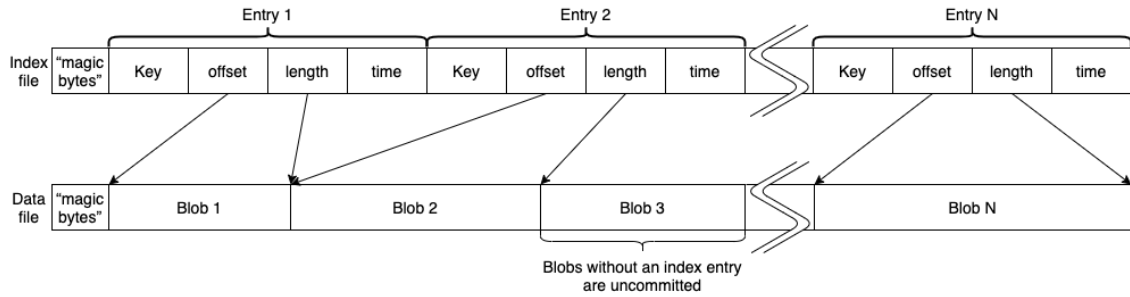 Entry 1 Entry 2 Entry N
Index file "magic bytes" Key offset length time Key offset length time Key offset length time
Data file "magic bytes" Blob 1 Blob 2 Blob 3 Blob N
Blobs without an index entry
are uncommitted